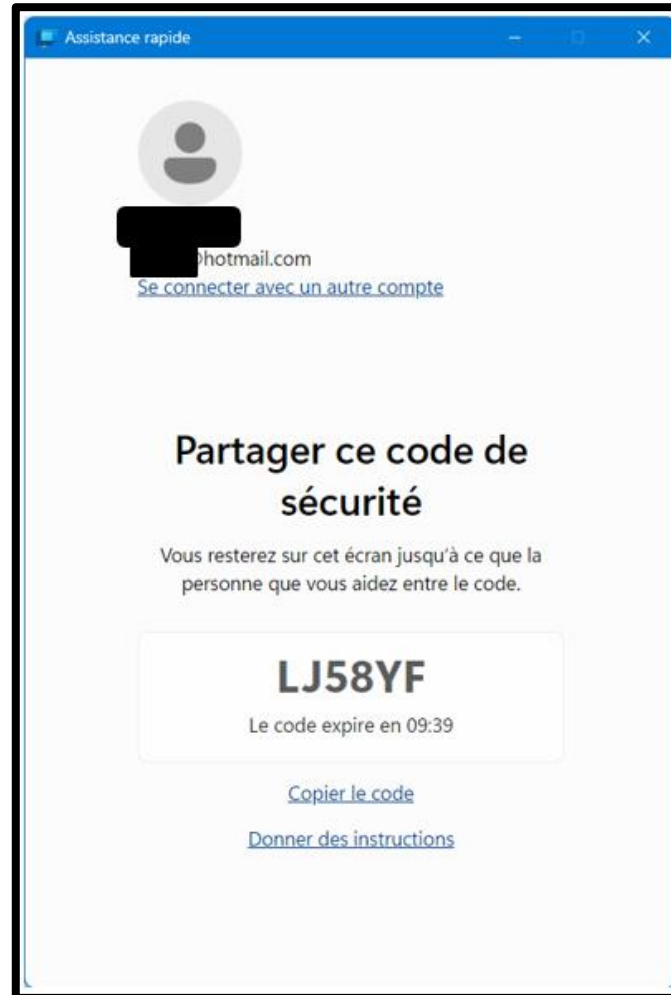 Assistance rapide
@hotmail.com
Se connecter avec un autre compte
Partager ce code de
sécurité
Vous resterez sur cet écran jusqu'à ce que la
personne que vous aidez entre le code.
LJ58YF
Le code expire en 09:39
Copier le code
Donner des instructions